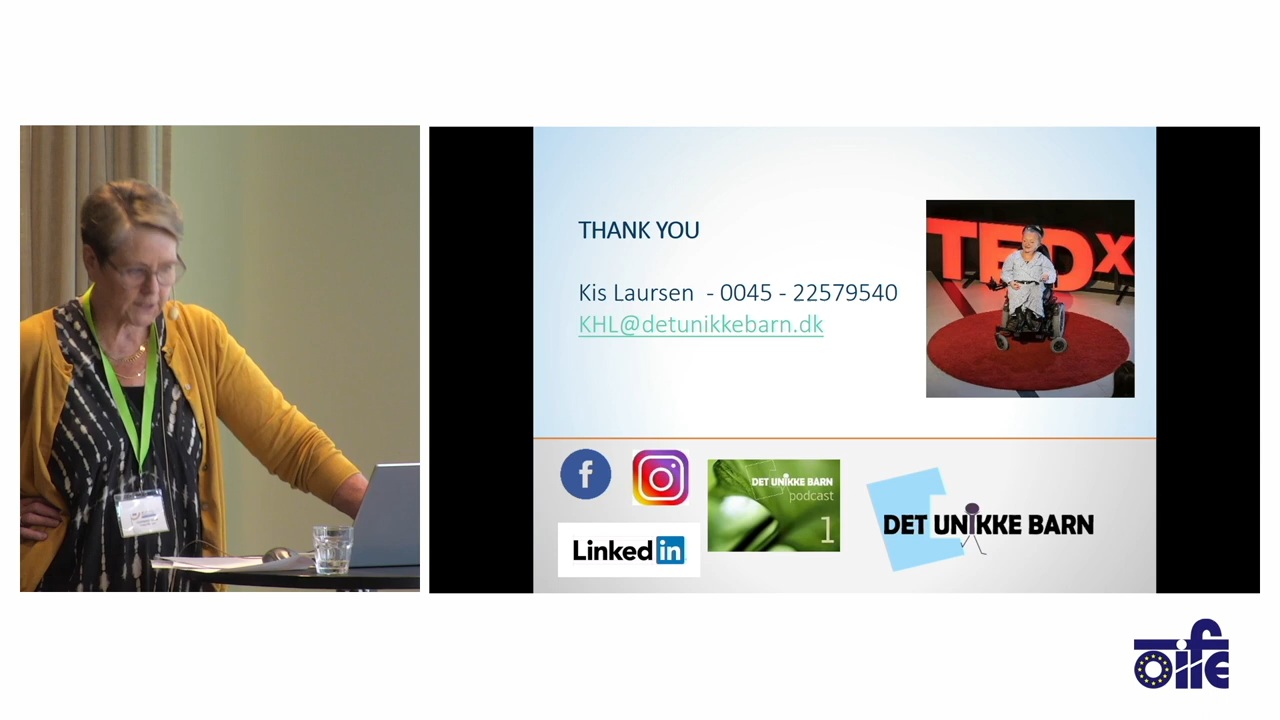 THANK YOU
Kis Laursen - 0045 - 22579540
KHL@detunikkebarn.dk
TEDx
f
DET UNIKKE BARN
podcast
1
DET UNIKKE BARN
Linked in
oife